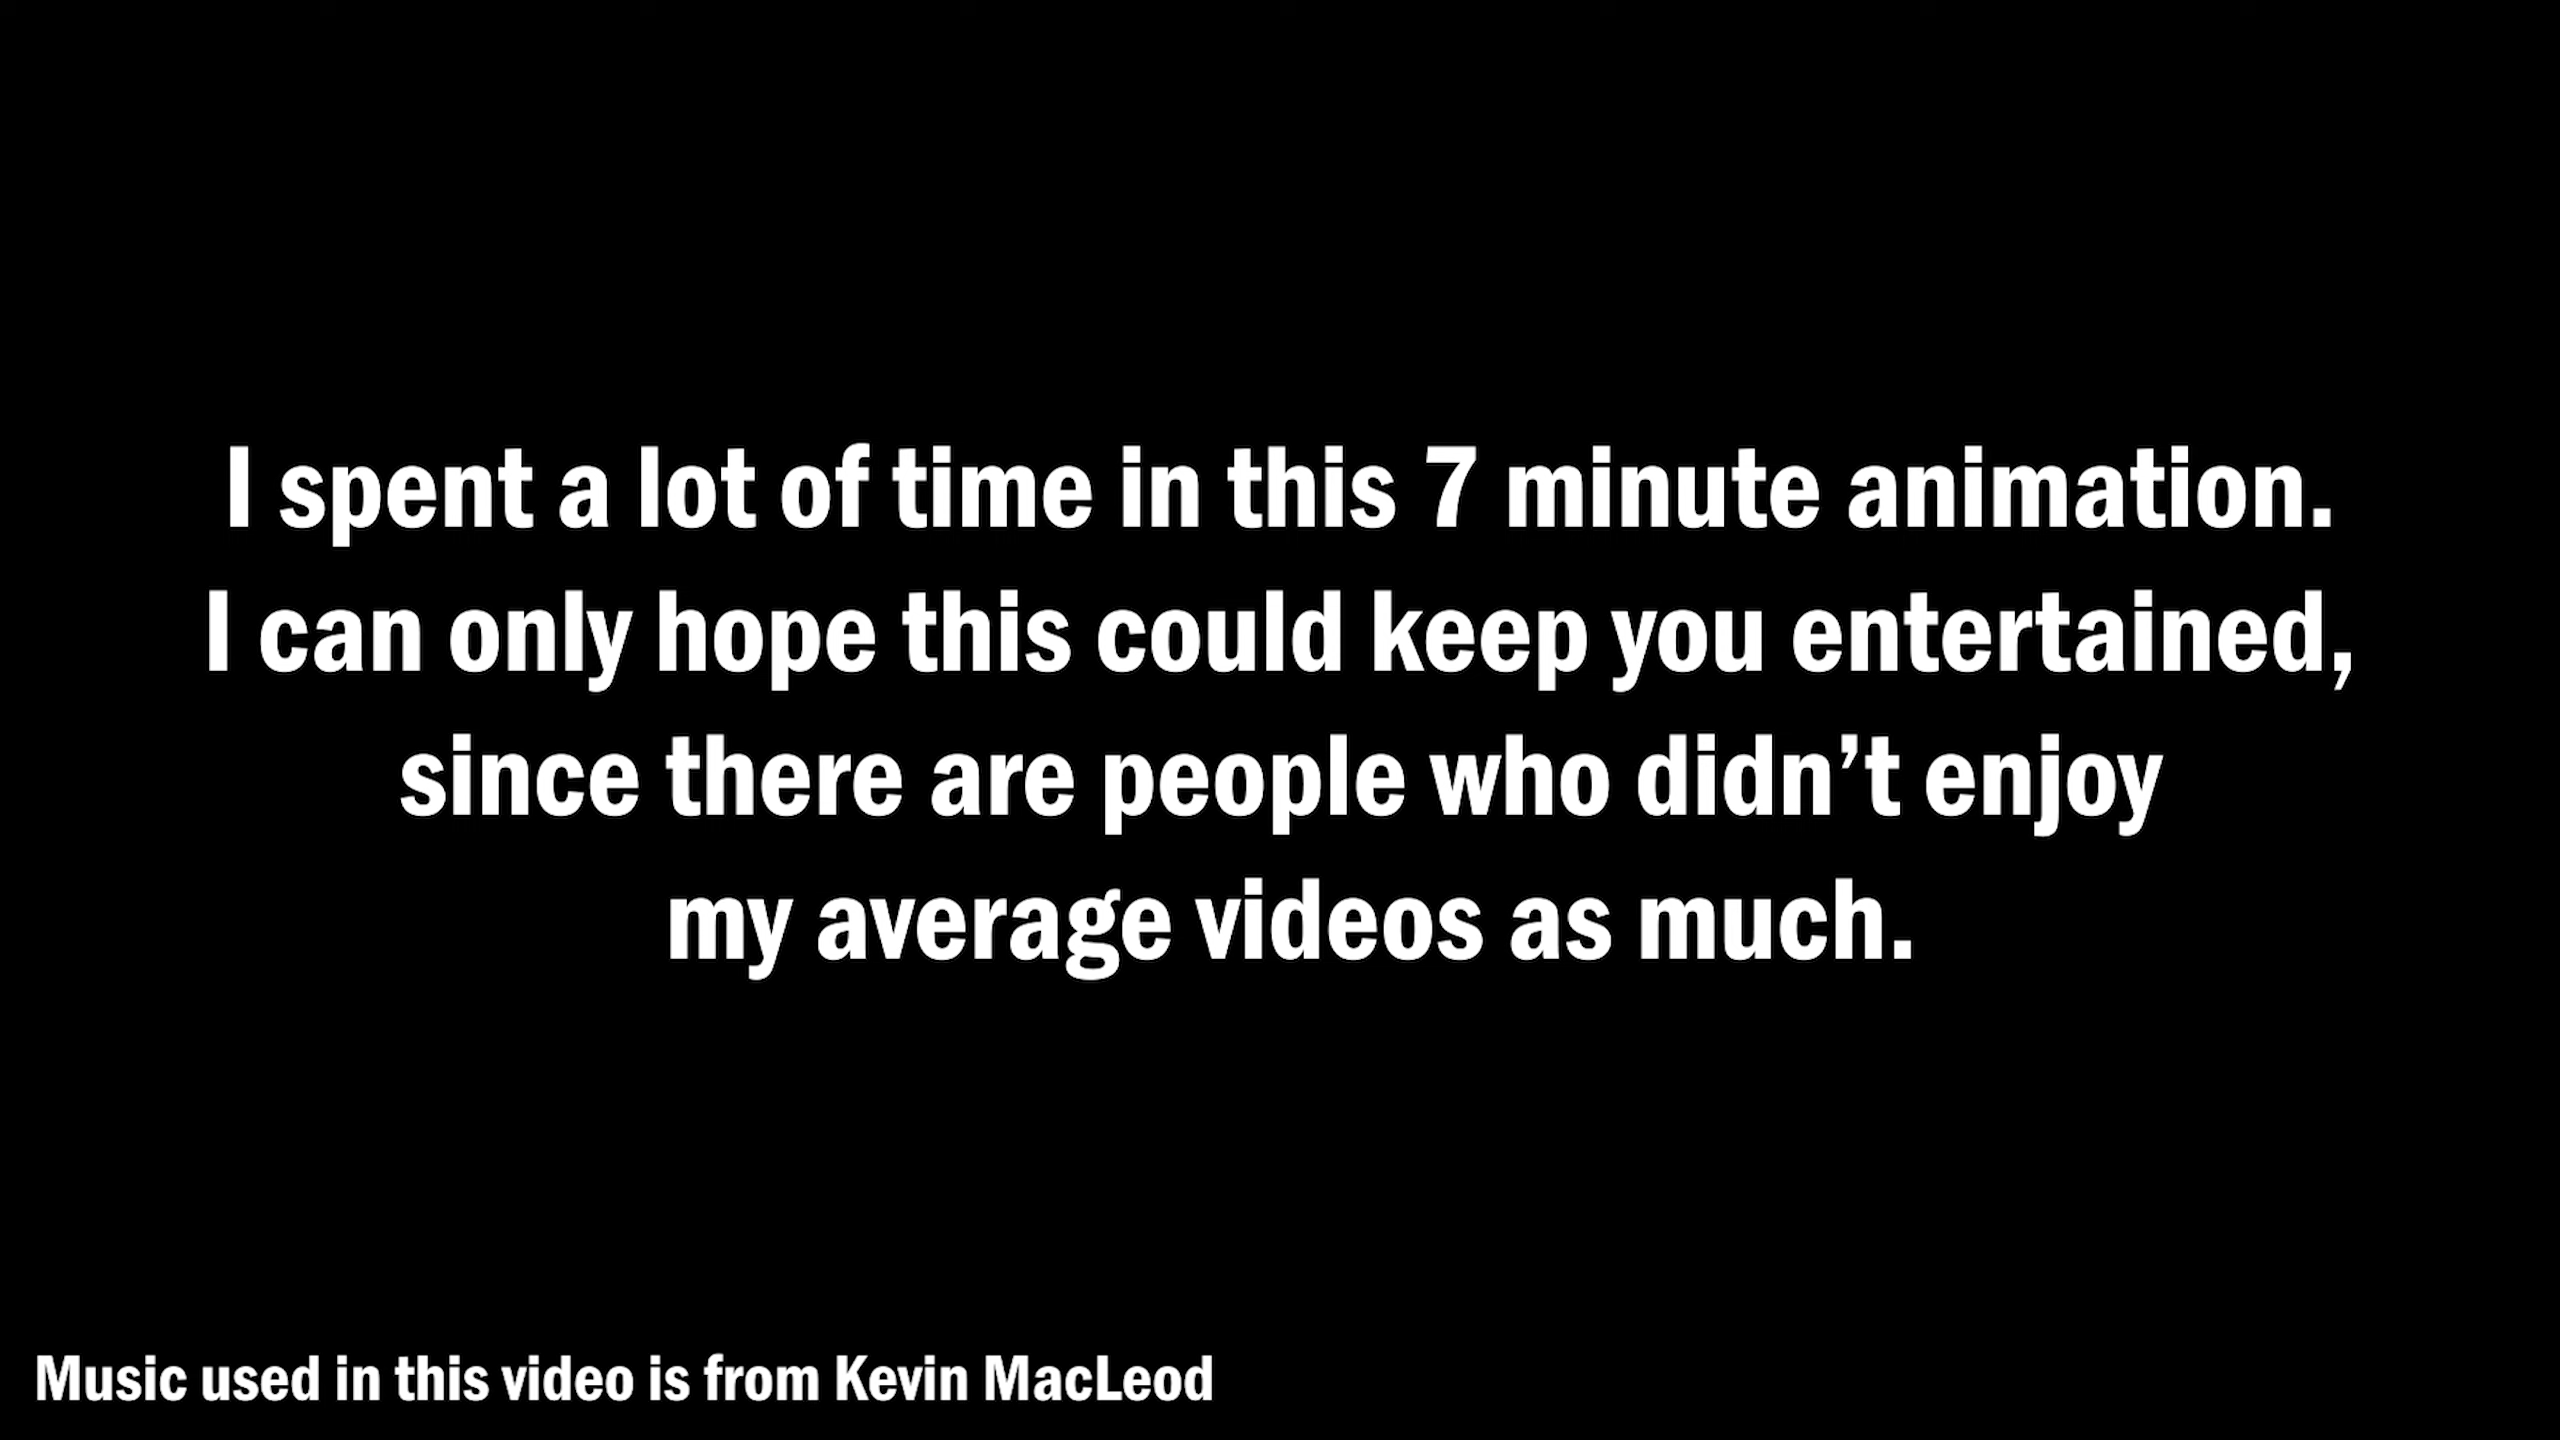 I spent a lot of time in this 7 minute animation.
I can only hope this could keep you entertained,
since there are people who didn’t enjoy
my average videos as much.
Music used in this video is from Kevin MacLeod